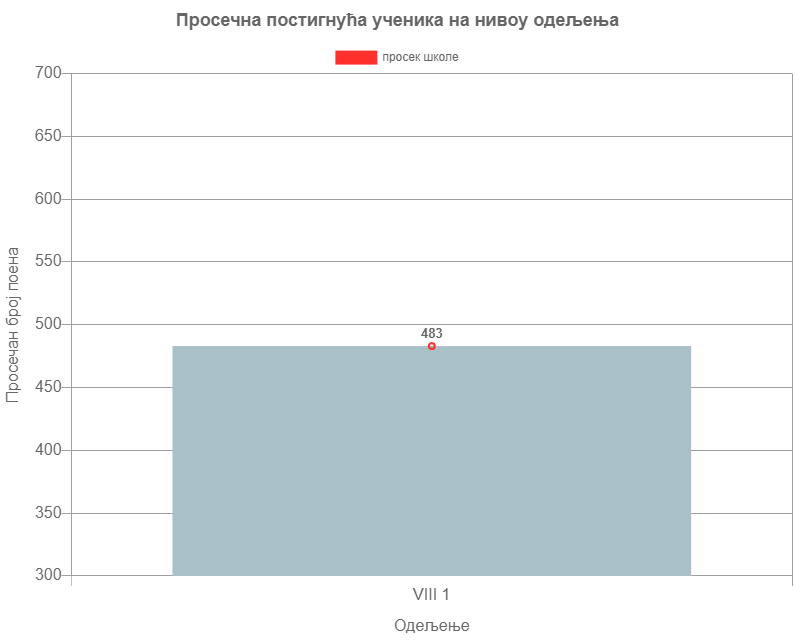 Просечна постигнућа ученика на нивоу одељења
просек школе
Просечан број поена
700
650
600
550
500
450
400
350
300
483
VIII 1
Одељење